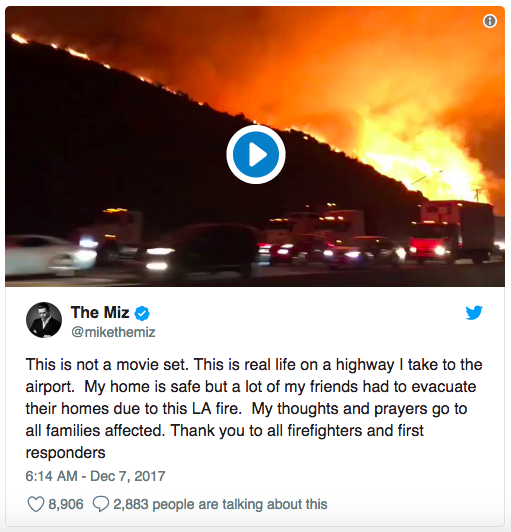 The Miz
@mikethemiz
This is not a movie set. This is real life on a highway I take to the
airport.  My home is safe but a lot of my friends had to evacuate
their homes due to this LA fire.  My thoughts and prayers go to
all families affected. Thank you to all firefighters and first
responders
6:14 AM - Dec 7, 2017
8,906 2,883 people are talking about this